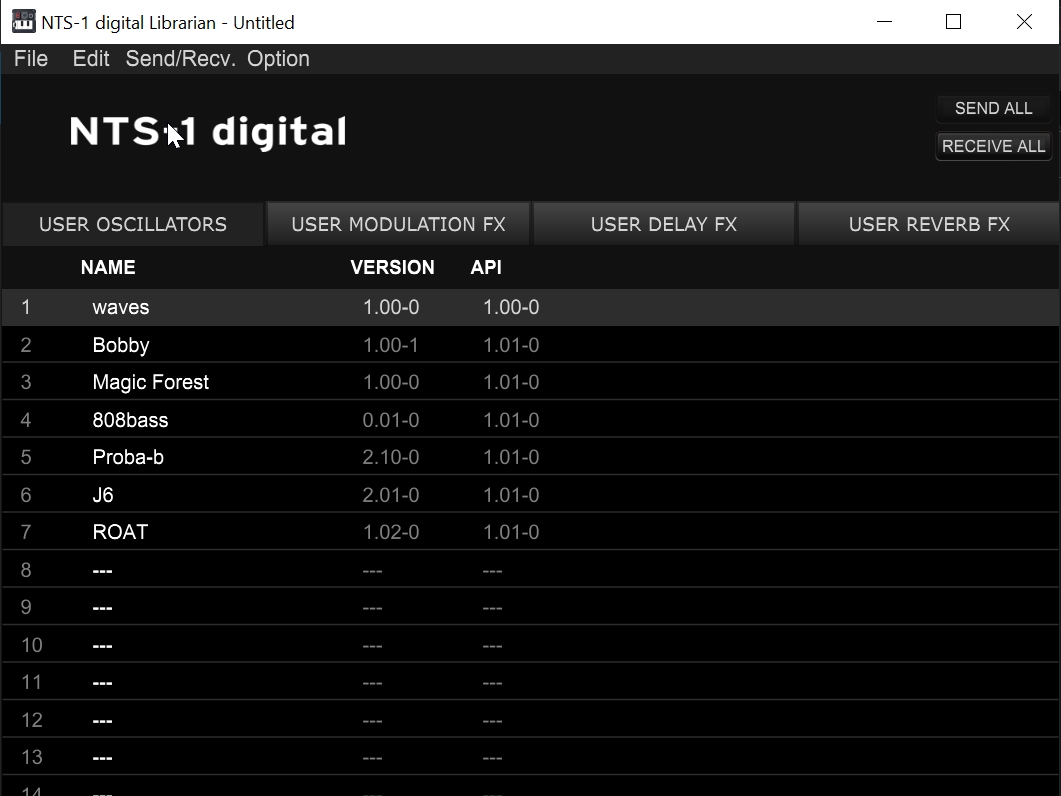 NTS-1 digital Librarian - Untitled
File Edit Send/Recv. Option
NTS-1 digital
SEND ALL
RECEIVE ALL
USER OSCILLATORS USER MODULATION FX USER DELAY FX USER REVERB FX
NAME VERSION API
1 waves 1.00-0 1.00-0
2 Bobby 1.00-1 1.01-0
3 Magic Forest 1.00-0 1.01-0
4 808bass 0.01-0 1.01-0
5 Proba-b 2.10-0 1.01-0
6 J6 2.01-0 1.01-0
7 ROAT 1.02-0 1.01-0
8 --- --- ---
9 --- --- ---
10 --- --- ---
11 --- --- ---
12 --- --- ---
13 --- --- ---
14 --- --- ---